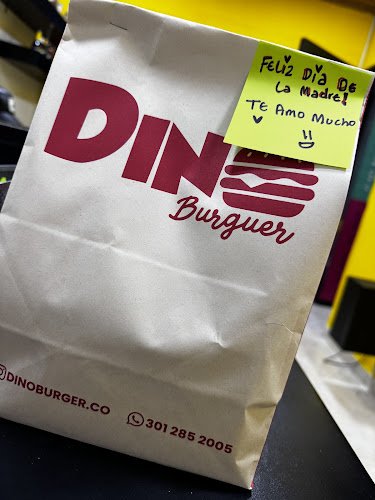 FELIZ DIA DE
LA MADRE!
TE AMO MUCHO
DINO
Burguer
DINOBURGER.CO
301 285 2005